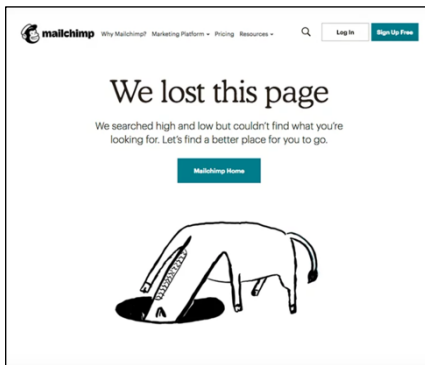 mailchimp Why Mailchimp? Marketing Platform Pricing Resources Log In Sign Up Free
We lost this page
We searched high and low but couldn't find what you're
looking for. Let's find a better place for you to go.
Mailchimp Home